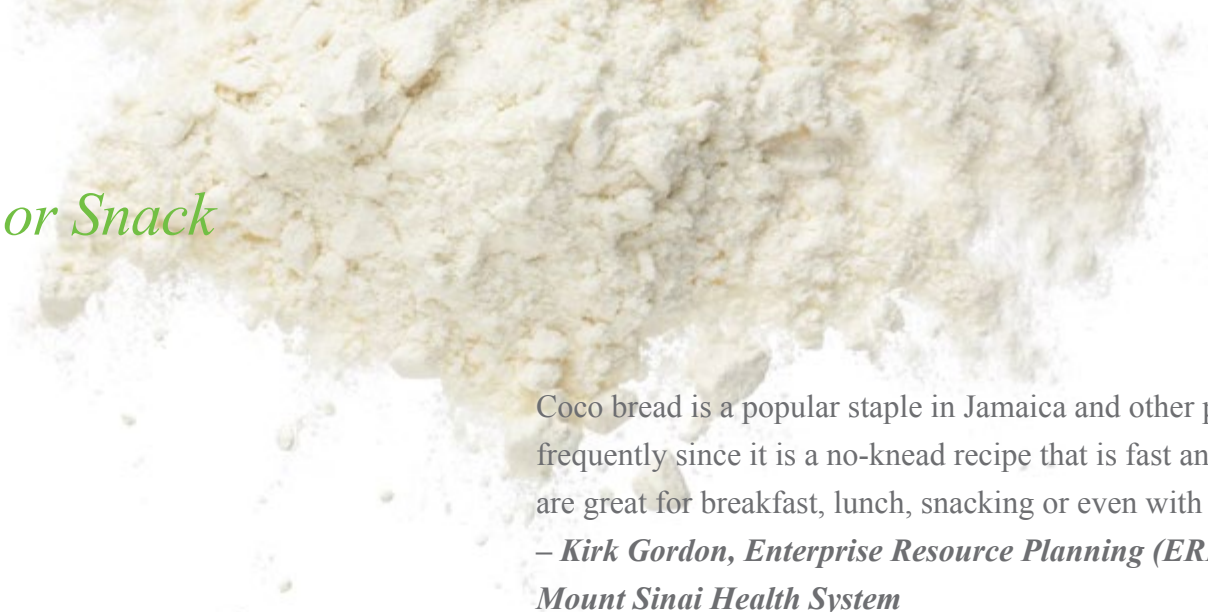 or Snack
Coco bread is a popular staple in Jamaica and other
frequently since it is a no-knead recipe that is fast
are great for breakfast, lunch, snacking or even with
– Kirk Gordon, Enterprise Resource Planning
Mount Sinai Health System